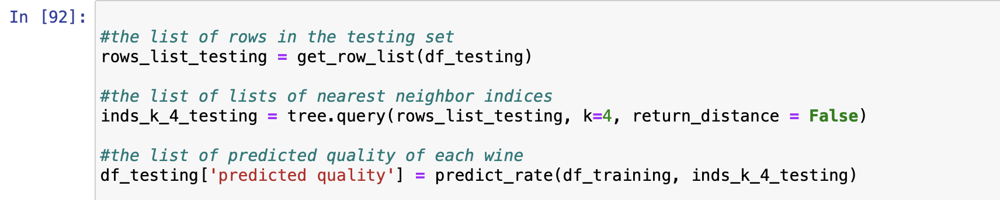 In [92]:
#the list of rows in the testing set
rows_list_testing = get_row_list(df_testing)
#the list of lists of nearest neighbor indices
inds_k_4_testing = tree.query(rows_list_testing, k=4, return_distance = False)
#the list of predicted quality of each wine
df_testing['predicted quality'] = predict_rate(df_training, inds_k_4_testing)